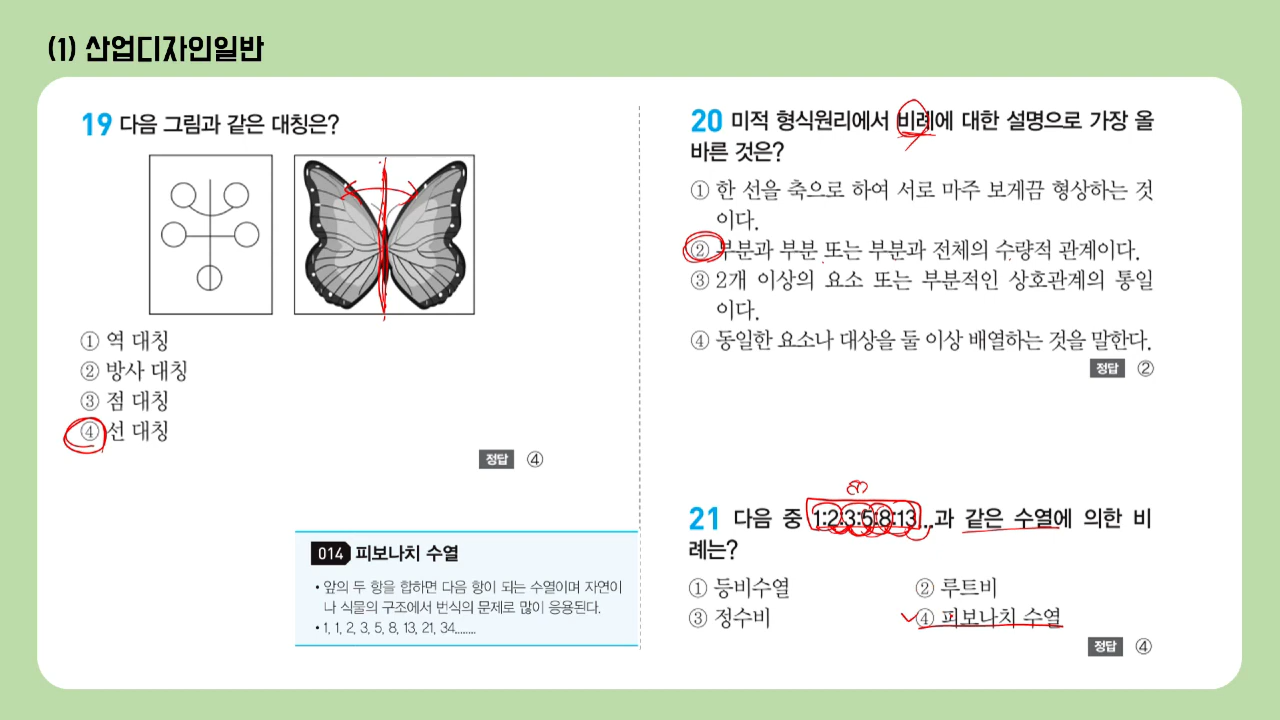 (1) 산업디자인일반
19 다음 그림과 같은 대칭은?
① 역 대칭
② 방사 대칭
③ 점 대칭
④ 선 대칭
정답 ④
014 피보나치 수열
• 앞의 두 항을 합하면 다음 항이 되는 수열이며 자연이
나 식물의 구조에서 번식의 문제로 많이 응용된다.
• 1, 1, 2, 3, 5, 8, 13, 21, 34........
20 미적 형식원리에서 비례에 대한 설명으로 가장 올
바른 것은?
① 한 선을 축으로 하여 서로 마주 보게끔 형상하는 것
이다.
② 부분과 부분 또는 부분과 전체의 수량적 관계이다.
③ 2개 이상의 요소 또는 부분적인 상호관계의 통일
이다.
④ 동일한 요소나 대상을 둘 이상 배열하는 것을 말한다.
정답 ②
21 다음 중 1:2:3:5:8:13...과 같은 수열에 의한 비
례는?
① 등비수열 ② 루트비
③ 정수비 ④ 피보나치 수열
정답 ④